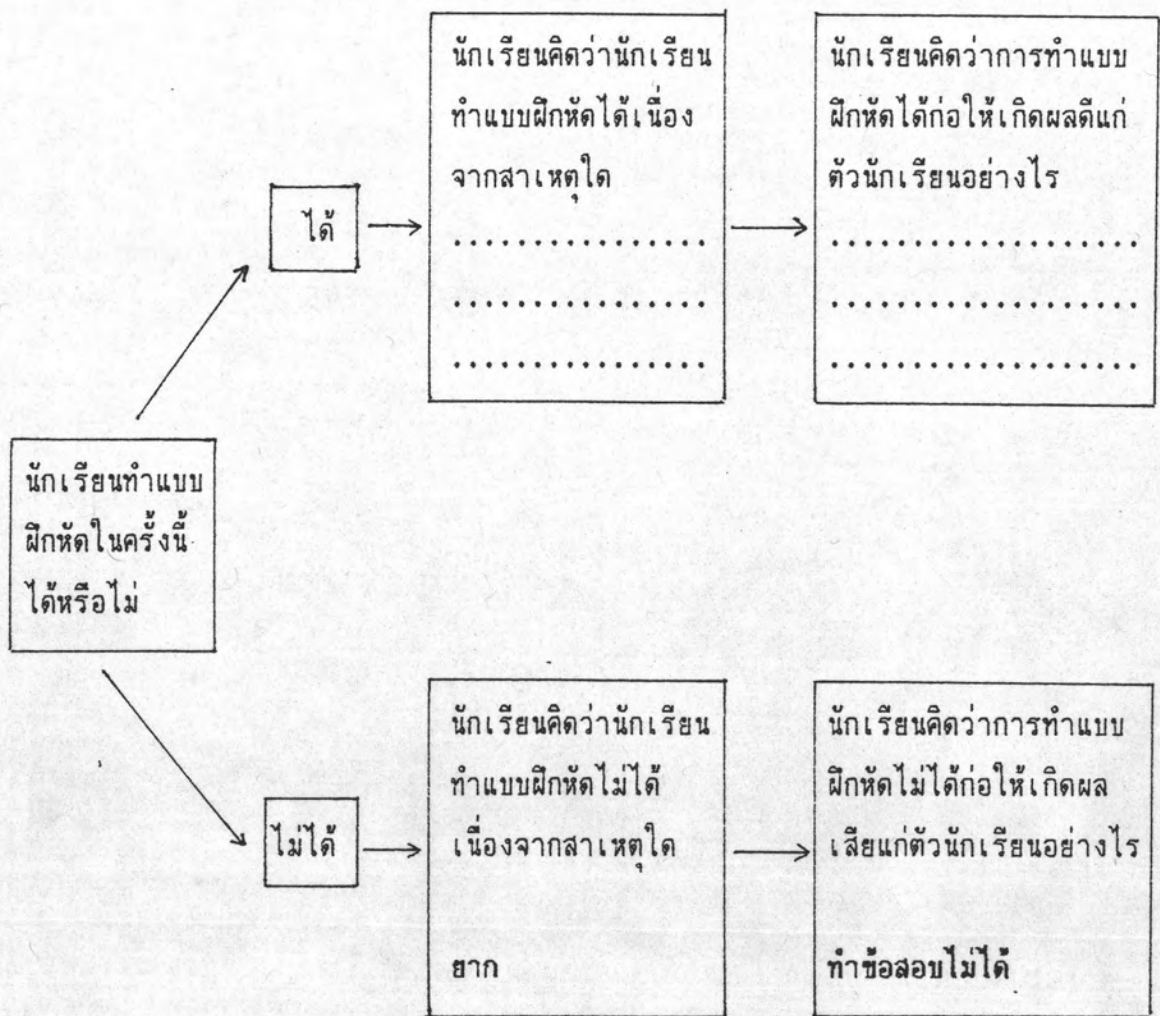 นักเรียนคิดว่านักเรียน
ทำแบบฝึกหัดได้เนื่อง
จากสาเหตุใด
...................
...................
...................
นักเรียนคิดว่าการทำแบบ
ฝึกหัดได้ก่อให้เกิดผลดีแก่
ตัวนักเรียนอย่างไร
....................
....................
....................
ได้
นักเรียนทำแบบ
ฝึกหัดในครั้งนี้
ได้หรือไม่
ไม่ได้
นักเรียนคิดว่านักเรียน
ทำแบบฝึกหัดไม่ได้
เนื่องจากสาเหตุใด
ยาก
นักเรียนคิดว่าการทำแบบ
ฝึกหัดไม่ได้ก่อให้เกิดผล
เสียแก่ตัวนักเรียนอย่างไร
ทำข้อสอบไม่ได้